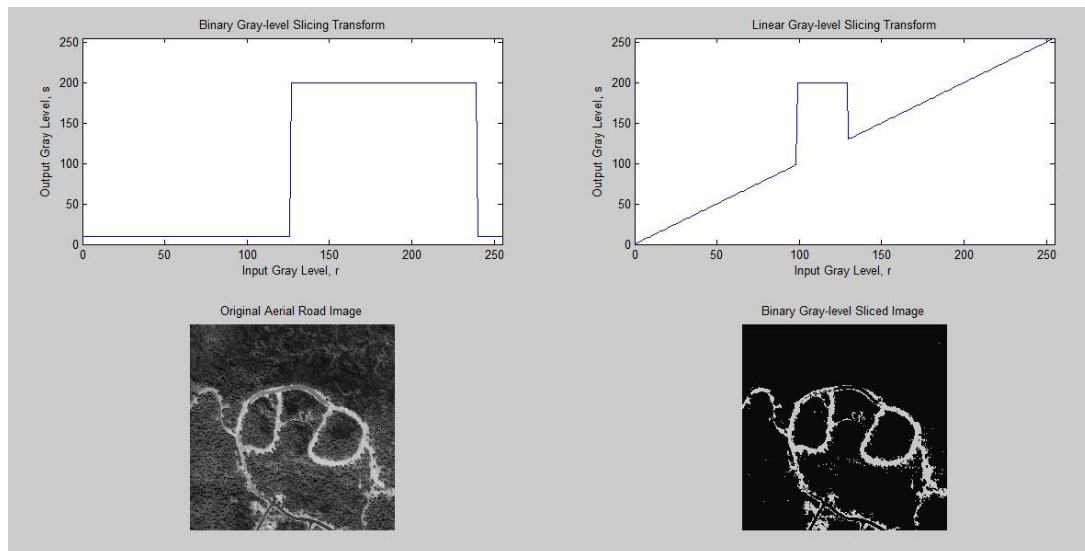 Binary Gray-level Slicing Transform
250
200
150
100
50
0
Output Gray Level, s
0 50 100 150 200 250
Input Gray Level, r
Linear Gray-level Slicing Transform
250
200
150
100
50
0
Output Gray Level, s
0 50 100 150 200 250
Input Gray Level, r
Original Aerial Road Image
Binary Gray-level Sliced Image